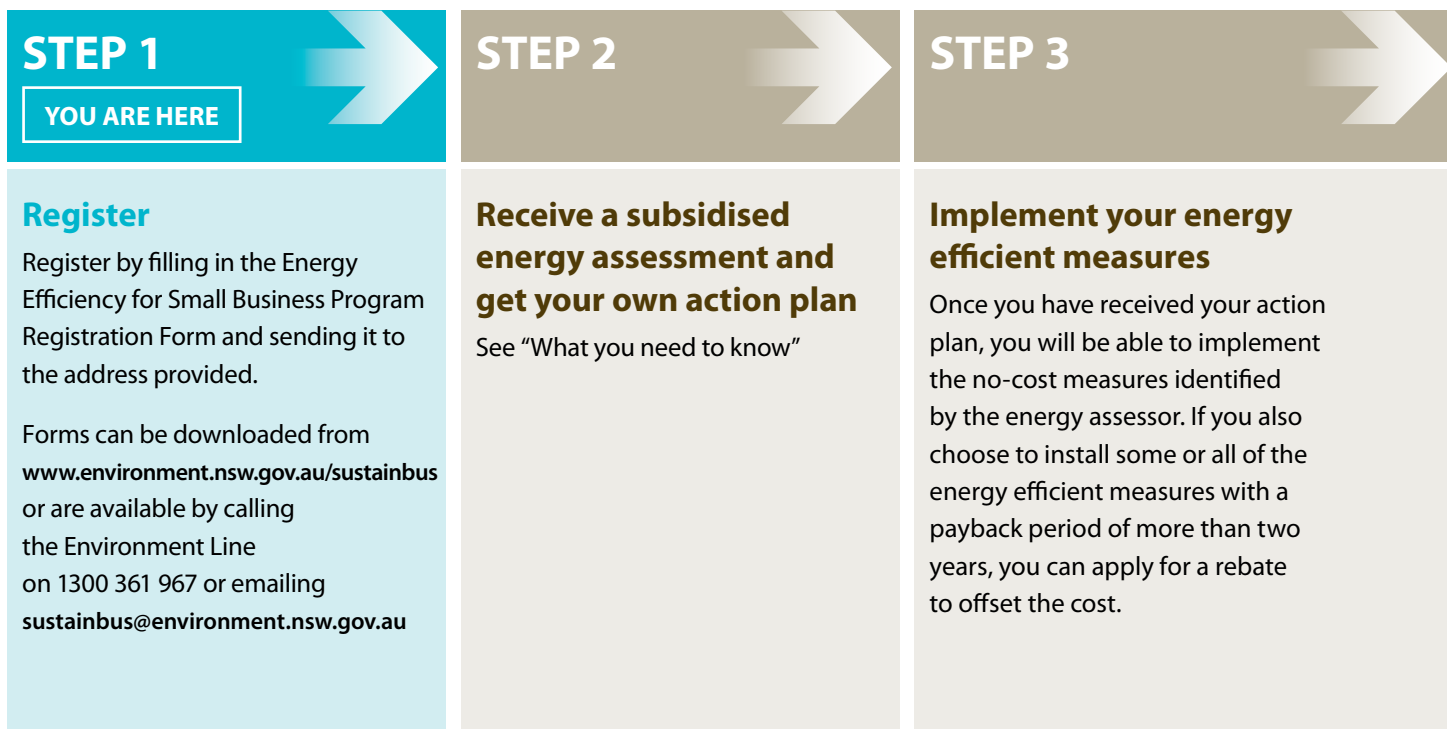 STEP 1
YOU ARE HERE
Register
Register by filling in the Energy
Efficiency for Small Business Program
Registration Form and sending it to
the address provided.
Forms can be downloaded from
www.environment.nsw.gov.au/sustainbus
or are available by calling
the Environment Line
on 1300 361 967 or emailing
sustainbus@environment.nsw.gov.au
STEP 2
Receive a subsidised
energy assessment and
get your own action plan
See “What you need to know”
STEP 3
Implement your energy
efficient measures
Once you have received your action
plan, you will be able to implement
the no-cost measures identified
by the energy assessor. If you also
choose to install some or all of the
energy efficient measures with a
payback period of more than two
years, you can apply for a rebate
to offset the cost.